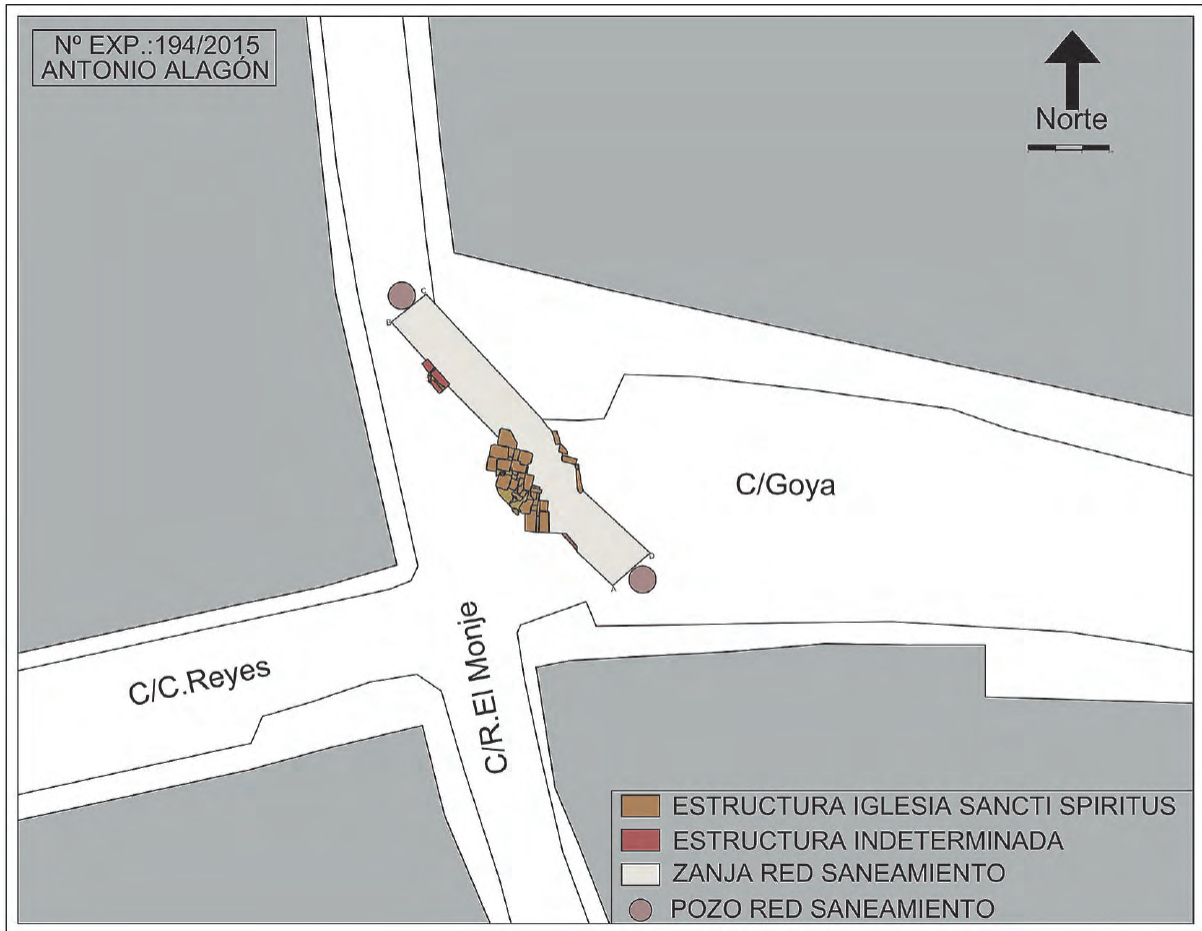 Nº EXP.:194/2015
ANTONIO ALAGÓN
Norte
C
B
C/Goya
D
A
C/C.Reyes
C/R.El Monje
ESTRUCTURA IGLESIA SANCTI SPIRITUS
ESTRUCTURA INDETERMINADA
ZANJA RED SANEAMIENTO
POZO RED SANEAMIENTO